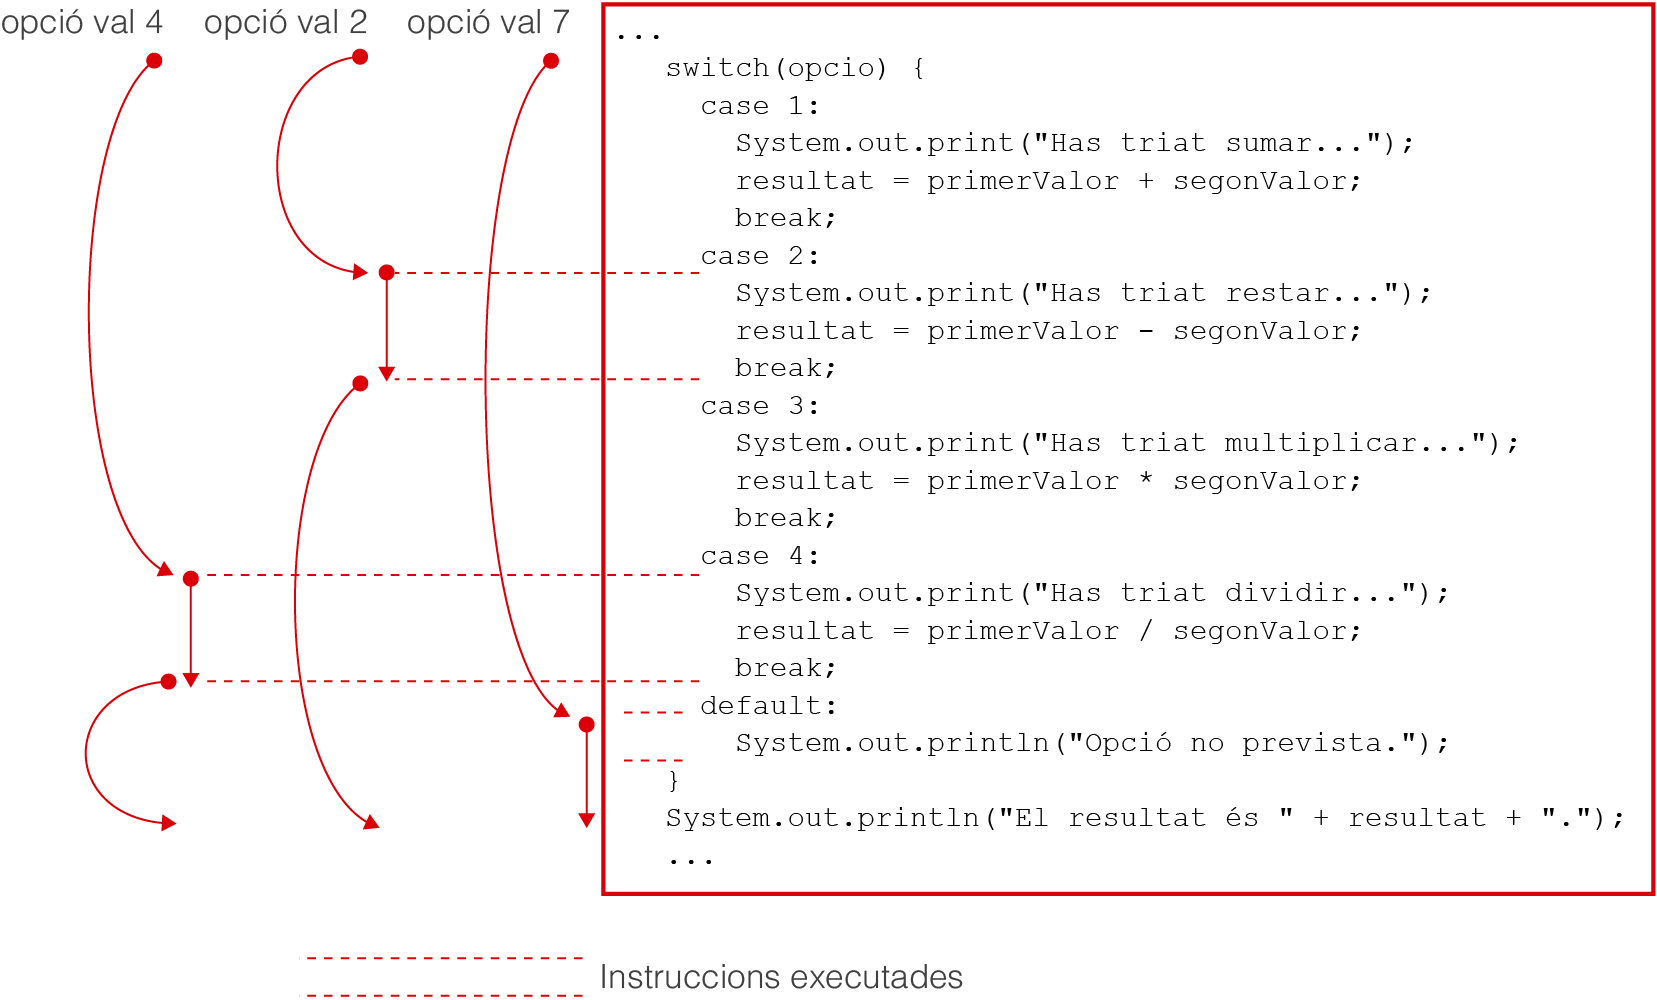 opció val 4 opció val 2 opció val 7
...
switch(opcio) {
case 1:
System.out.print("Has triat sumar...");
resultat = primerValor + segonValor;
break;
case 2:
System.out.print("Has triat restar...");
resultat = primerValor - segonValor;
break;
case 3:
System.out.print("Has triat multiplicar...");
resultat = primerValor * segonValor;
break;
case 4:
System.out.print("Has triat dividir...");
resultat = primerValor / segonValor;
break;
default:
System.out.println("Opció no prevista.");
}
System.out.println("El resultat és " + resultat + ".");
...
Instruccions executades